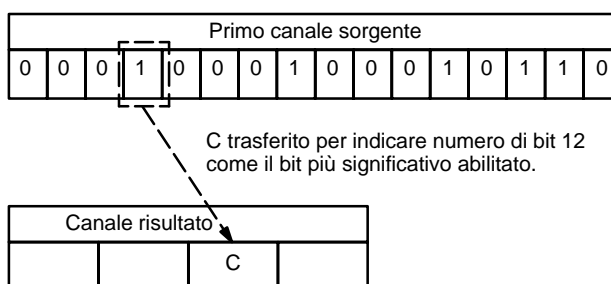 Primo canale sorgente
0 0 0 1 0 0 0 1 0 0 0 1 0 1 1 0
C trasferito per indicare numero di bit 12
come il bit più significativo abilitato.
Canale risultato
C